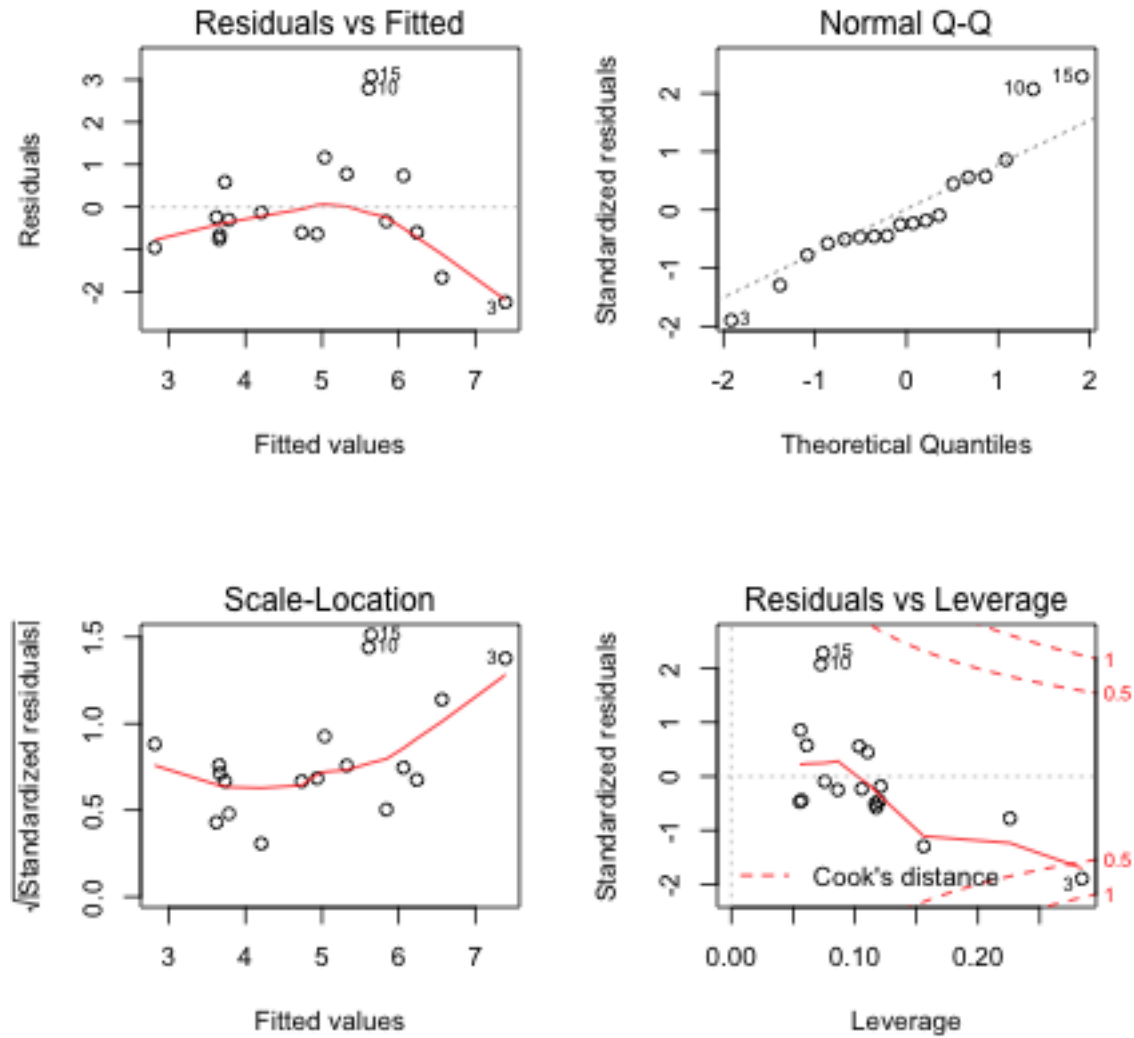 Residuals vs Fitted
Residuals
3
2
1
0
-2
15
10
3
3 4 5 6 7
Fitted values
Normal Q-Q
Standardized residuals
2
1
0
-1
-2
10
15
3
-2 -1 0 1 2
Theoretical Quantiles
Scale-Location
√|Standardized residuals|
1.5
1.0
0.5
0.0
15
10
3
3 4 5 6 7
Fitted values
Residuals vs Leverage
Standardized residuals
2
1
0
-1
-2
15
10
1
0.5
0.5
1
Cook's distance
3
0.00 0.10 0.20
Leverage